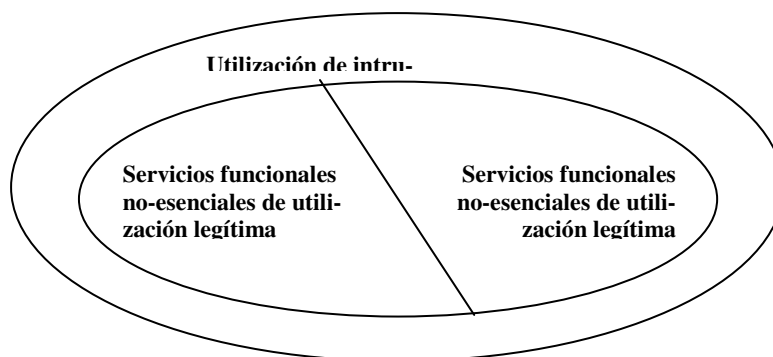 Utilización de intru-
Servicios funcionales
no-esenciales de utili-
zación legítima
Servicios funcionales
no-esenciales de utili-
zación legítima